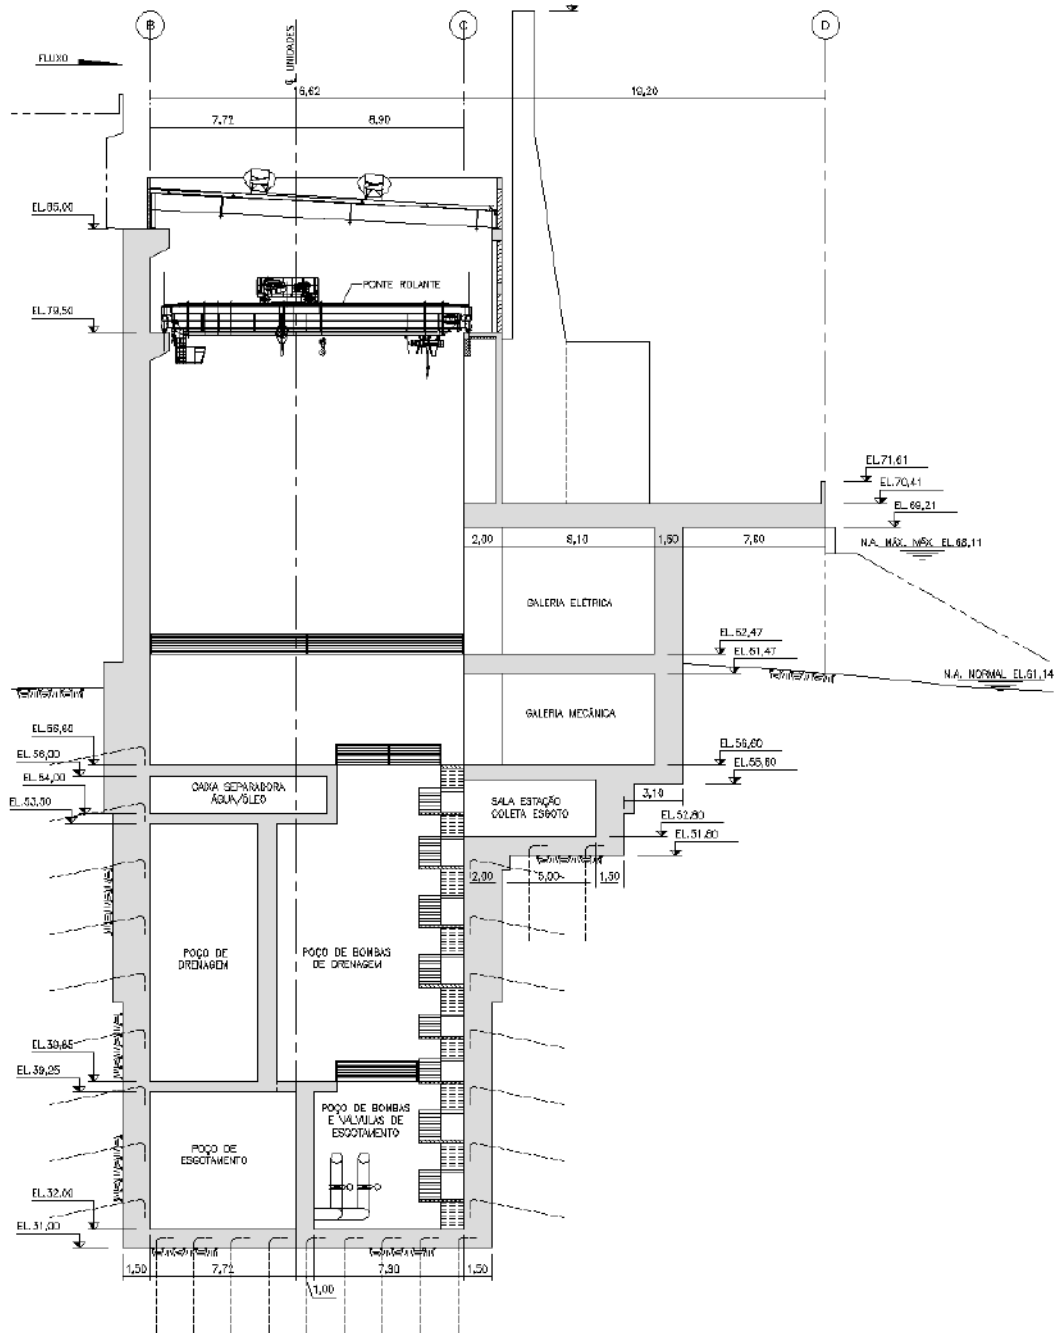 B
C
D
FLUXO
℄ UNIDADES
16,62
19,20
7,72
8,90
EL.85,00
PONTE ROLANTE
EL.79,50
EL.71,61
EL.70,41
EL.69,21
2,00
8,10
1,50
7,60
N.A. MÁX. MÁX. EL.68,11
GALERIA ELÉTRICA
EL.62,47
EL.61,47
N.A. NORMAL EL.61,14
GALERIA MECÂNICA
EL.56,60
EL.56,60
EL.56,00
EL.55,60
EL.54,00
CAIXA SEPARADORA
ÁGUA/ÓLEO
SALA ESTAÇÃO
COLETA ESGOTO
3,10
EL.53,50
EL.52,80
EL.51,80
2,00
5,00
1,50
POÇO DE
DRENAGEM
POÇO DE BOMBAS
DE DRENAGEM
EL.39,85
EL.39,25
POÇO DE BOMBAS
E VÁLVULAS DE
ESGOTAMENTO
POÇO DE
ESGOTAMENTO
EL.32,00
EL.31,00
1,50
7,72
7,90
1,50
1,00